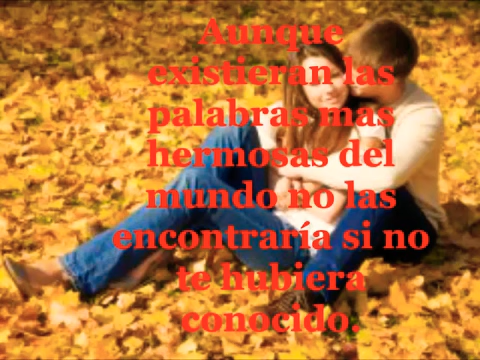 Aunque
existieran las
palabras mas
hermosas del
mundo no las
encontraría si no
te hubiera
conocido.